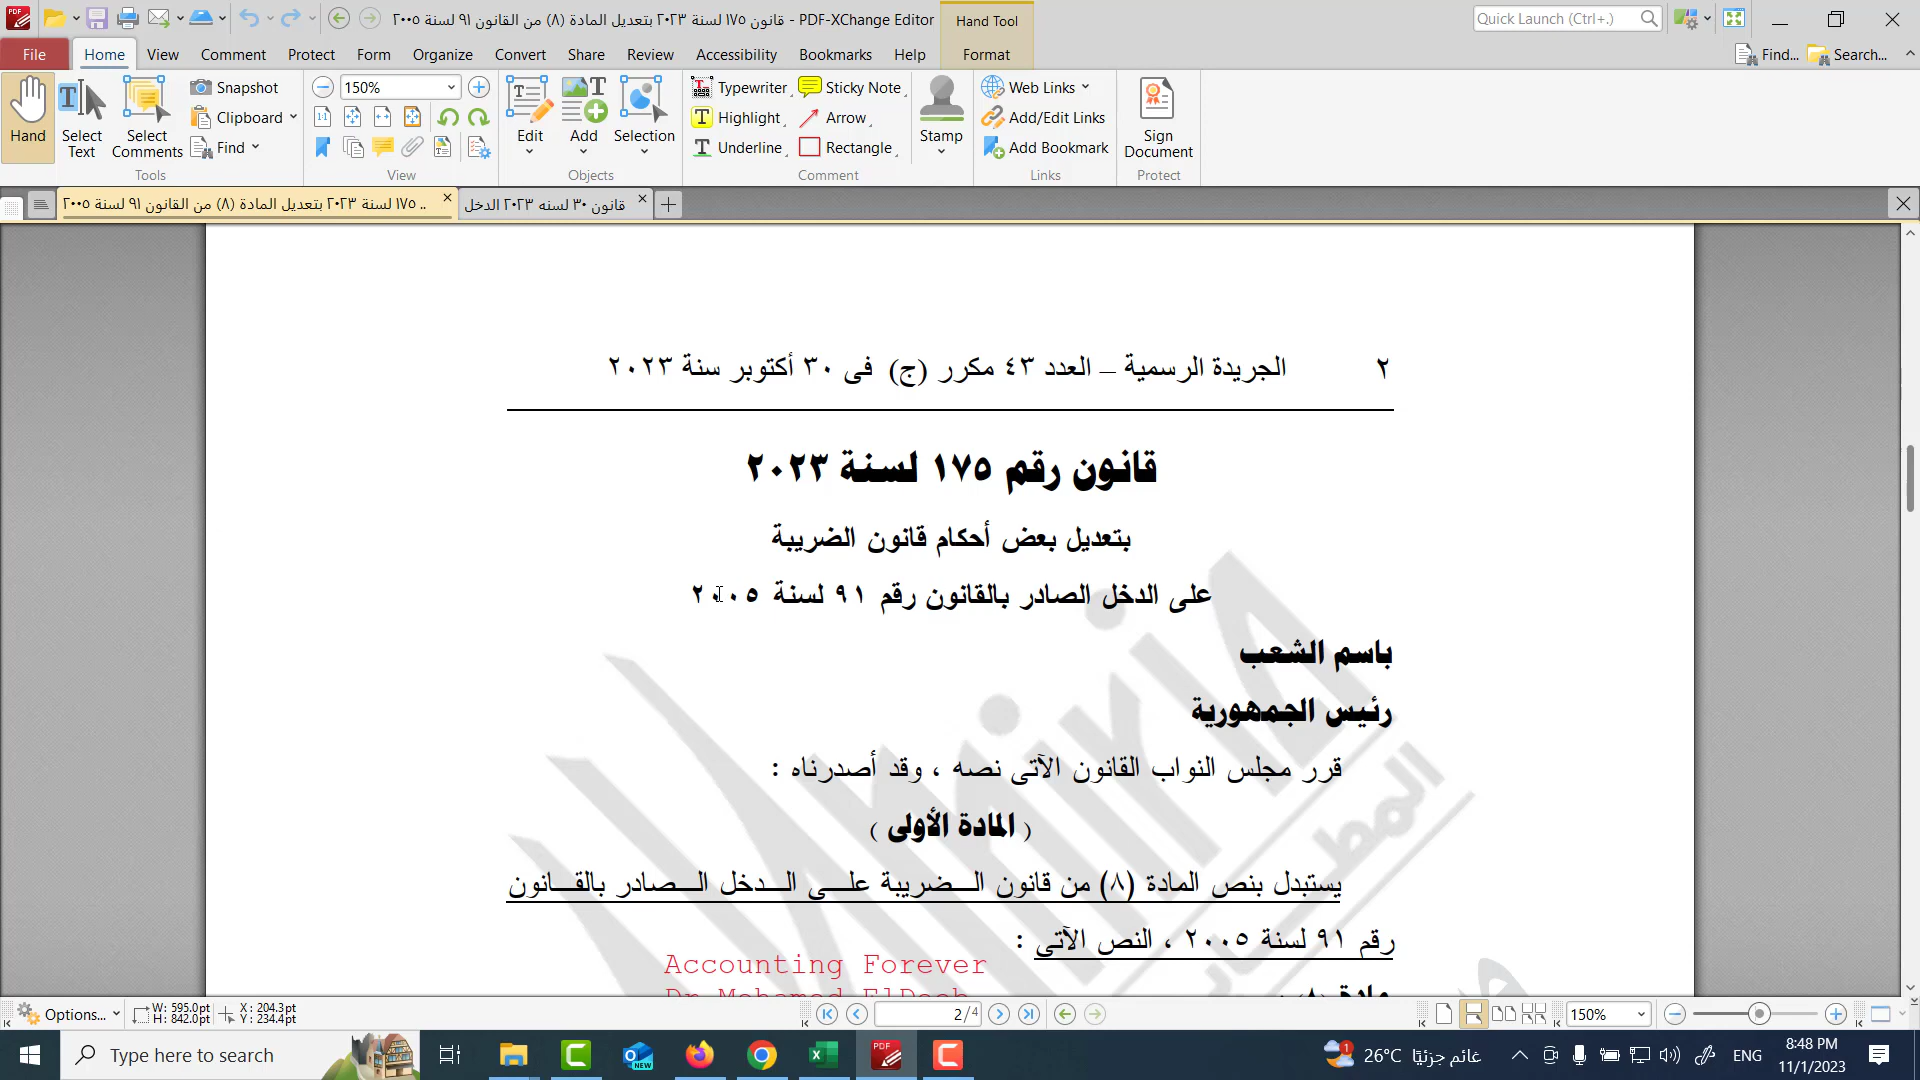 قانون ١٧٥ لسنة ٢٠٢٣ بتعديل المادة (٨) من القانون ٩١ لسنة ٢٠٠٥ - PDF-XChange Editor
Hand Tool
Quick Launch (Ctrl+.)
File Home View Comment Protect Form Organize Convert Share Review Accessibility Bookmarks Help Format
Find... Search...
Hand
Select Text
Select Comments
Snapshot
Clipboard
Find
Tools
150%
View
Edit
Add
Selection
Objects
Typewriter
Highlight
Underline
Sticky Note
Arrow
Rectangle
Stamp
Comment
Web Links
Add/Edit Links
Add Bookmark
Links
Sign Document
Protect
.. ١٧٥ لسنة ٢٠٢٣ بتعديل المادة (٨) من القانون ٩١ لسنة ٢٠٠٥
قانون ٣٠ لسنه ٢٠٢٣ الدخل
٢ الجريدة الرسمية – العدد ٤٣ مكرر (ج) فى ٣٠ أكتوبر سنة ٢٠٢٣
قانون رقم ١٧٥ لسنة ٢٠٢٣
بتعديل بعض أحكام قانون الضريبة
على الدخل الصادر بالقانون رقم ٩١ لسنة ٢٠٠٥
باسم الشعب
رئيس الجمهورية
قرر مجلس النواب القانون الآتى نصه ، وقد أصدرناه :
( المادة الأولى )
يستبدل بنص المادة (٨) من قانون الـضريبة علـى الـدخل الـصادر بالقـانون
رقم ٩١ لسنة ٢٠٠٥ ، النص الآتى :
Accounting Forever
Options...
W: 595.0pt
H: 842.0pt
X: 204.3pt
Y: 234.4pt
2/4
150%
Type here to search
26°C غائم جزئيًا
ENG
8:48 PM
11/1/2023